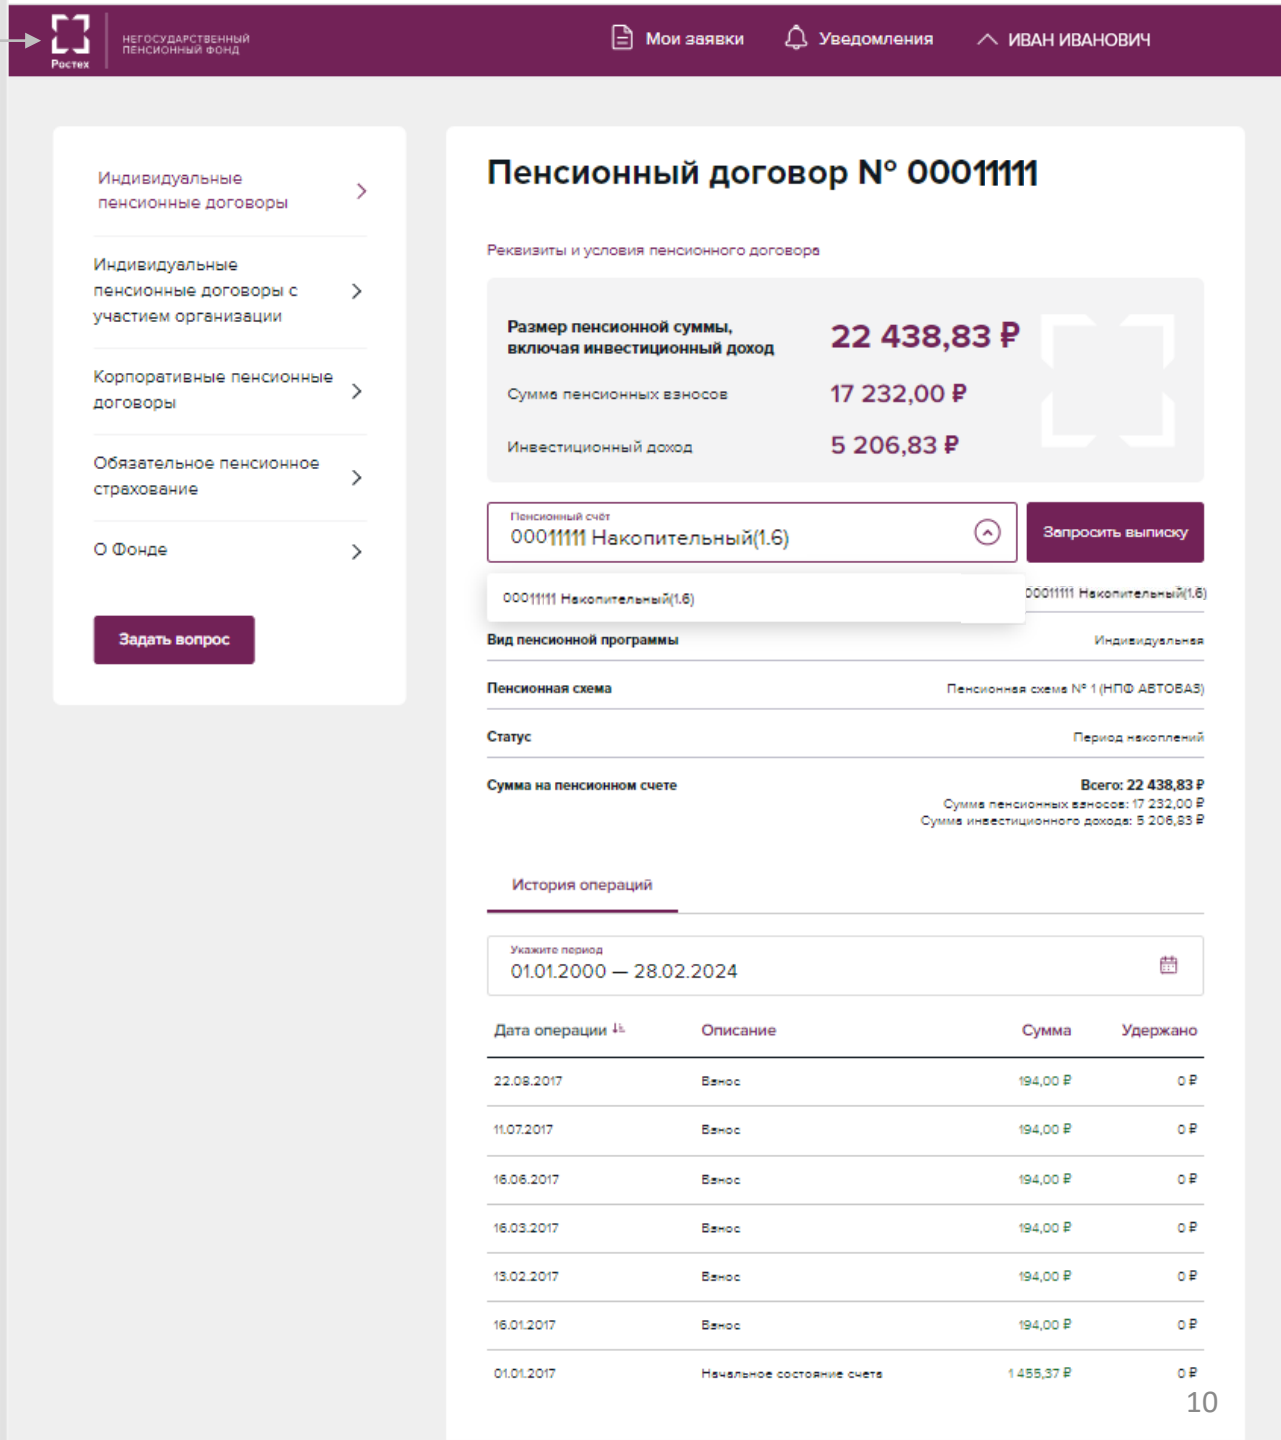 Ростех
НЕГОСУДАРСТВЕННЫЙ
ПЕНСИОННЫЙ ФОНД
Мои заявки
Уведомления
ИВАН ИВАНОВИЧ
Индивидуальные
пенсионные договоры
Индивидуальные
пенсионные договоры с
участием организации
Корпоративные пенсионные
договоры
Обязательное пенсионное
страхование
О Фонде
Задать вопрос
Пенсионный договор № 00011111
Реквизиты и условия пенсионного договора
Размер пенсионной суммы,
включая инвестиционный доход
22 438,83 ₽
Сумма пенсионных взносов
17 232,00 ₽
Инвестиционный доход
5 206,83 ₽
Пенсионный счёт
00011111 Накопительный(1.6)
Запросить выписку
00011111 Накопительный(1.6)
00011111 Накопительный(1.6)
Вид пенсионной программы
Индивидуальная
Пенсионная схема
Пенсионная схема № 1 (НПФ АВТОВАЗ)
Статус
Период накоплений
Сумма на пенсионном счете
Всего: 22 438,83 ₽
Сумма пенсионных взносов: 17 232,00 ₽
Сумма инвестиционного дохода: 5 206,83 ₽
История операций
Укажите период
01.01.2000 — 28.02.2024
Дата операции Описание Сумма Удержано
22.08.2017 Взнос 194,00 ₽ 0 ₽
11.07.2017 Взнос 194,00 ₽ 0 ₽
16.06.2017 Взнос 194,00 ₽ 0 ₽
16.03.2017 Взнос 194,00 ₽ 0 ₽
13.02.2017 Взнос 194,00 ₽ 0 ₽
16.01.2017 Взнос 194,00 ₽ 0 ₽
01.01.2017 Начальное состояние счета 1 455,37 ₽ 0 ₽
10